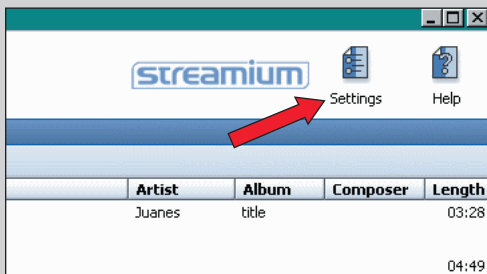 streamium
Settings Help
Artist Album Composer Length
Juanes title 03:28
04:49